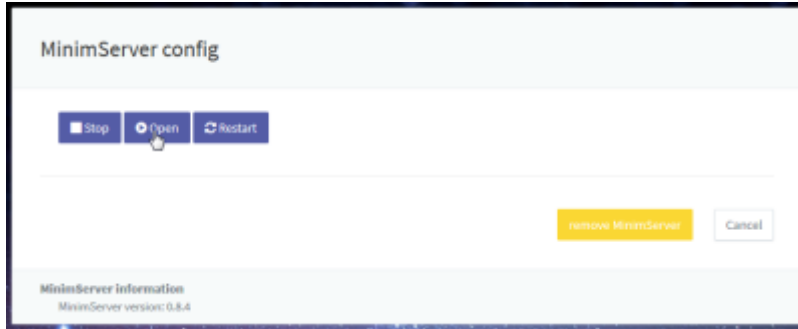 MinimServer config
Stop Open Restart
remove MinimServer Cancel
MinimServer information
MinimServer version: 0.8.4